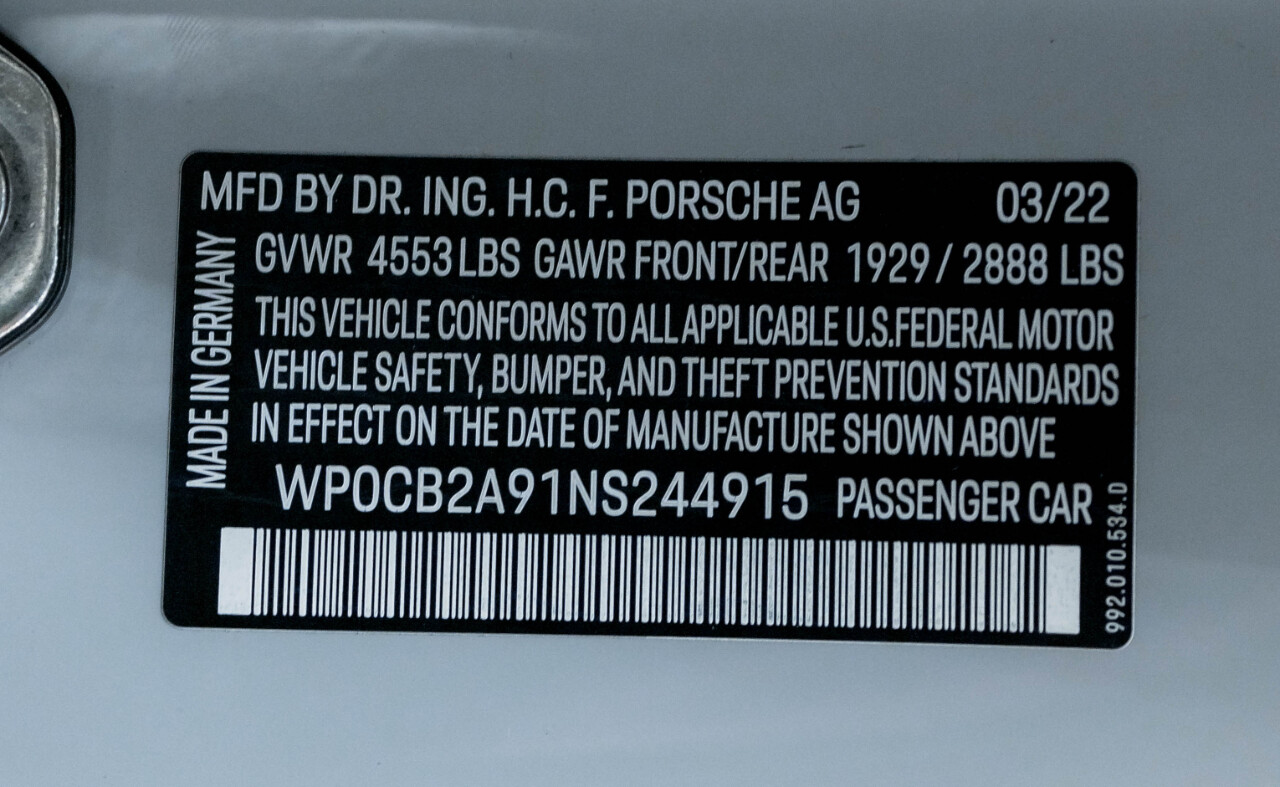 MFD BY DR. ING. H.C. F. PORSCHE AG 03/22
MADE IN GERMANY
GVWR 4553 LBS GAWR FRONT/REAR 1929 / 2888 LBS
THIS VEHICLE CONFORMS TO ALL APPLICABLE U.S.FEDERAL MOTOR
VEHICLE SAFETY, BUMPER, AND THEFT PREVENTION STANDARDS
IN EFFECT ON THE DATE OF MANUFACTURE SHOWN ABOVE
WP0CB2A91NS244915 PASSENGER CAR
992.010.534.D